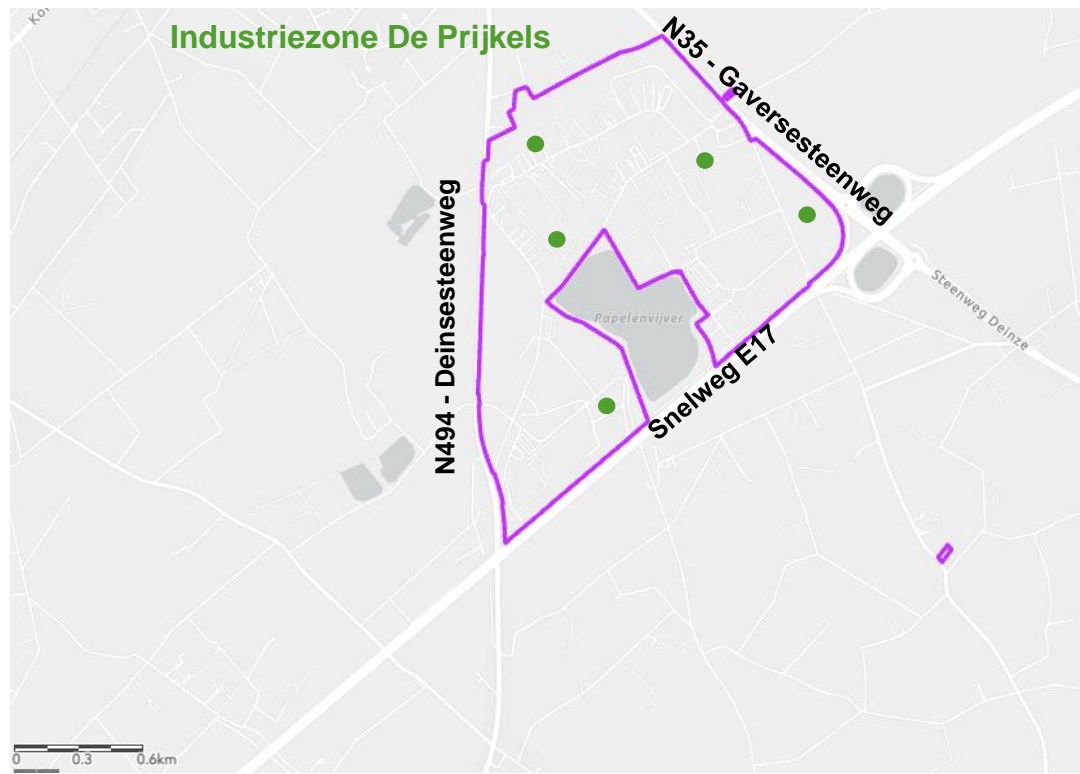 Industriezone De Prijkels
N35 - Gaversesteenweg
N494 - Deinsesteenweg
Steenweg Deinze
Papelenvijver
Snelweg E17
0 0.3 0.6km